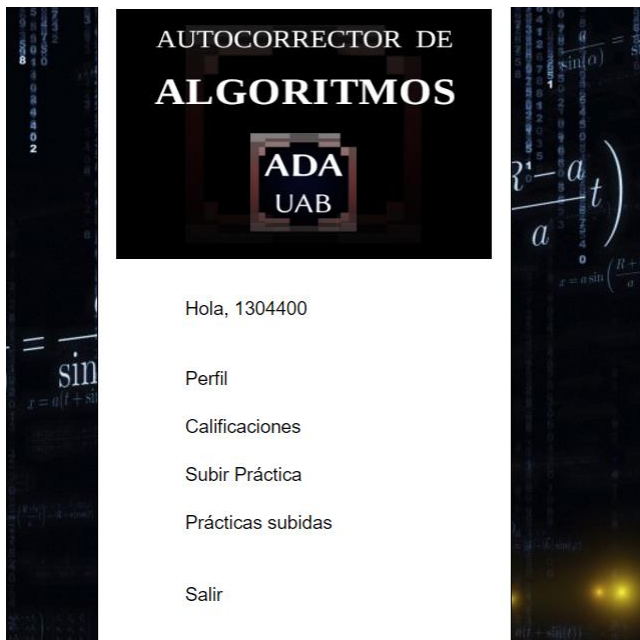 AUTOCORRECTOR DE
ALGORITMOS
ADA
UAB
Hola, 1304400
Perfil
Calificaciones
Subir Práctica
Prácticas subidas
Salir